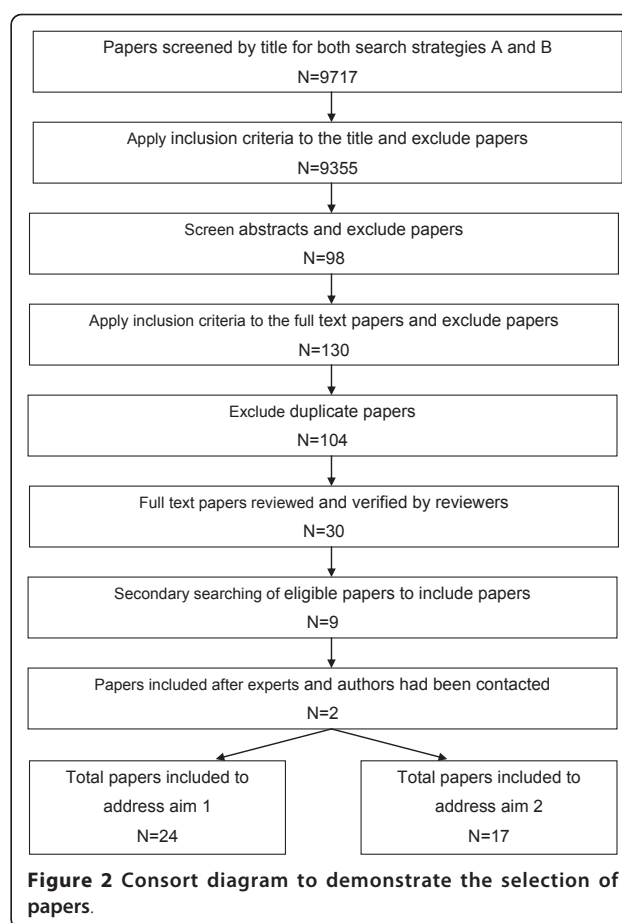 Papers screened by title for both search strategies A and B
N=9717
Apply inclusion criteria to the title and exclude papers
N=9355
Screen abstracts and exclude papers
N=98
Apply inclusion criteria to the full text papers and exclude papers
N=130
Exclude duplicate papers
N=104
Full text papers reviewed and verified by reviewers
N=30
Secondary searching of eligible papers to include papers
N=9
Papers included after experts and authors had been contacted
N=2
Total papers included to
address aim 1
N=24
Total papers included to
address aim 2
N=17
Figure 2 Consort diagram to demonstrate the selection of
papers.